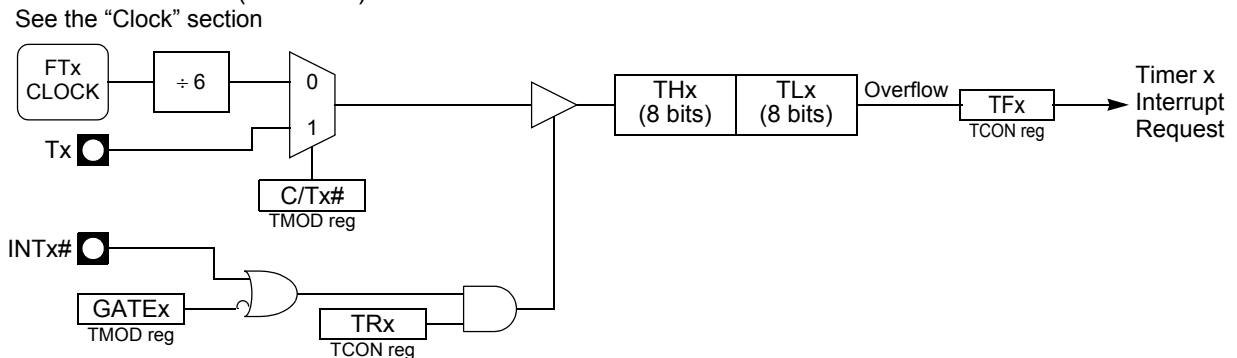 See the “Clock” section
FTx
CLOCK
÷ 6
0
1
Tx
C/Tx#
TMOD reg
THx
(8 bits)
TLx
(8 bits)
Overflow
TFx
TCON reg
Timer x
Interrupt
Request
INTx#
GATEx
TMOD reg
TRx
TCON reg